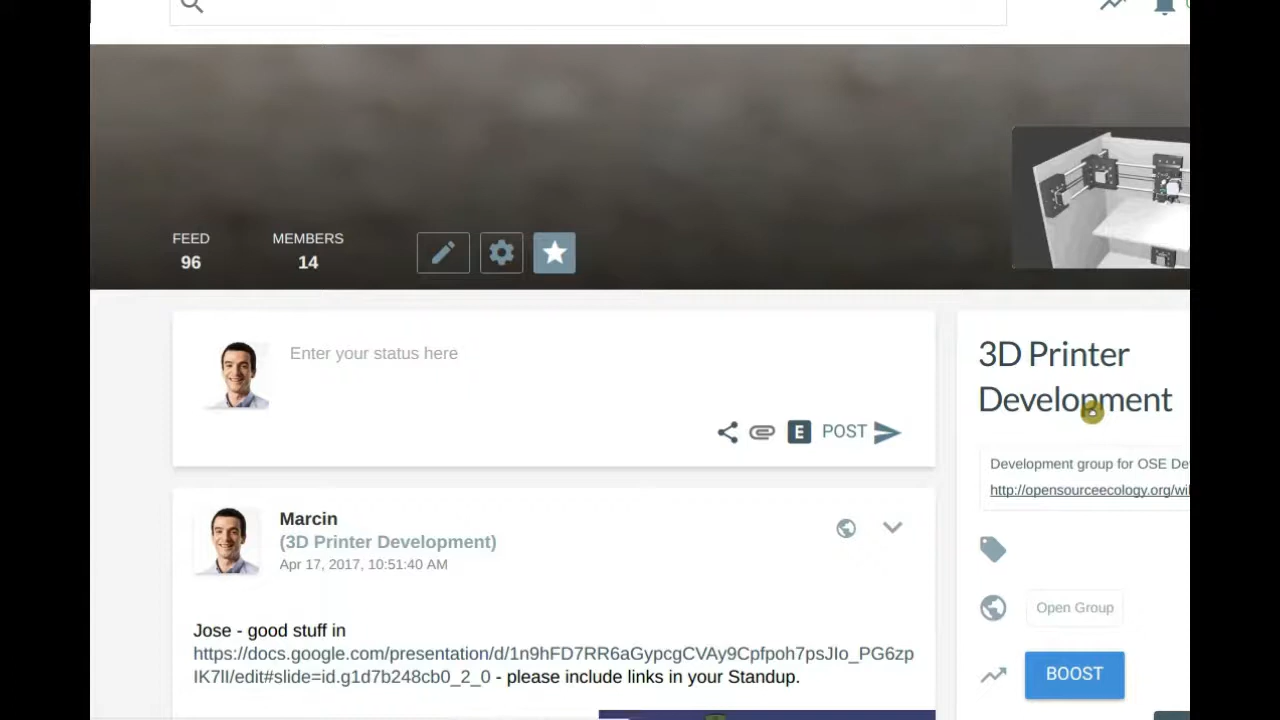 FEED
96
MEMBERS
14
Enter your status here
E POST
Marcin
(3D Printer Development)
Apr 17, 2017, 10:51:40 AM
Jose - good stuff in
https://docs.google.com/presentation/d/1n9hFD7RR6aGypcgCVAy9Cpfpoh7psJIo_PG6zp
IK7lI/edit#slide=id.g1d7b248cb0_2_0 - please include links in your Standup.
3D Printer
Development
Development group for OSE De
http://opensourceecology.org/wil
Open Group
BOOST